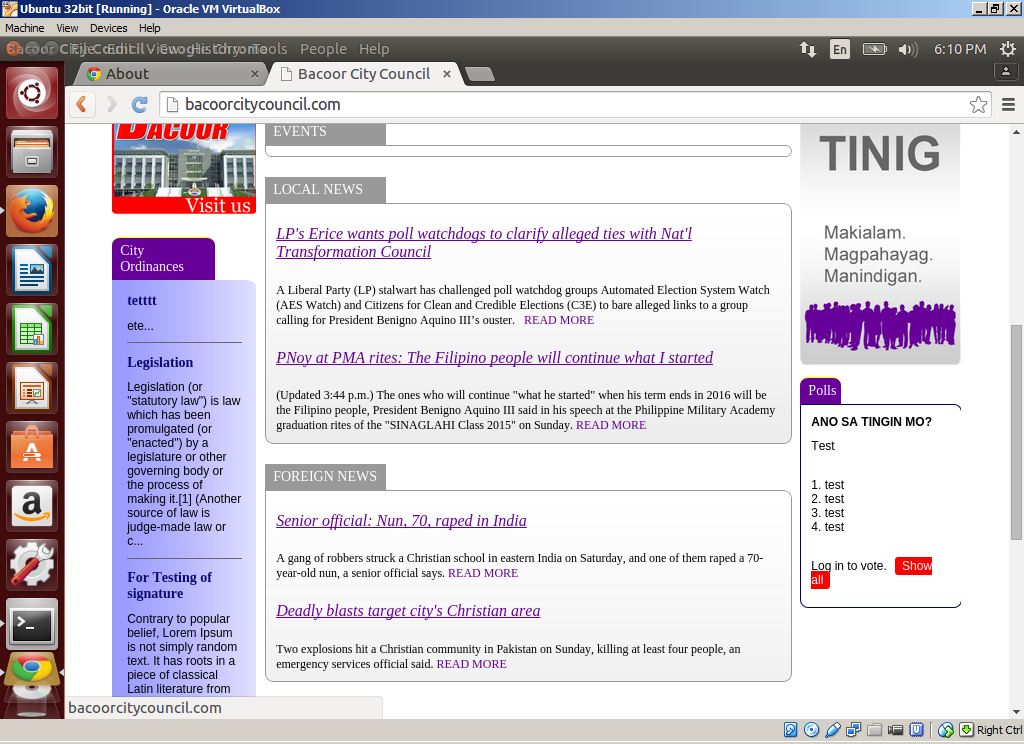 Ubuntu 32bit [Running] - Oracle VM VirtualBox
Machine View Devices Help
Bacoor City Council - Google Chrome
File Edit View History Tools People Help
En
6:10 PM
About
Bacoor City Council
bacoorcitycouncil.com
BACOOR
Visit us
City
Ordinances
tetttt
ete...
Legislation
Legislation (or
"statutory law") is law
which has been
promulgated (or
"enacted") by a
legislature or other
governing body or
the process of
making it.[1] (Another
source of law is
judge-made law or
c...
For Testing of
signature
Contrary to popular
belief, Lorem Ipsum
is not simply random
text. It has roots in a
piece of classical
Latin literature from
EVENTS
LOCAL NEWS
LP's Erice wants poll watchdogs to clarify alleged ties with Nat'l
Transformation Council
A Liberal Party (LP) stalwart has challenged poll watchdog groups Automated Election System Watch
(AES Watch) and Citizens for Clean and Credible Elections (C3E) to bare alleged links to a group
calling for President Benigno Aquino III's ouster. READ MORE
PNoy at PMA rites: The Filipino people will continue what I started
(Updated 3:44 p.m.) The ones who will continue "what he started" when his term ends in 2016 will be
the Filipino people, President Benigno Aquino III said in his speech at the Philippine Military Academy
graduation rites of the "SINAGLAHI Class 2015" on Sunday. READ MORE
FOREIGN NEWS
Senior official: Nun, 70, raped in India
A gang of robbers struck a Christian school in eastern India on Saturday, and one of them raped a 70-
year-old nun, a senior official says. READ MORE
Deadly blasts target city's Christian area
Two explosions hit a Christian community in Pakistan on Sunday, killing at least four people, an
emergency services official said. READ MORE
TINIG
Makialam.
Magpahayag.
Manindigan.
Polls
ANO SA TINGIN MO?
Test
1. test
2. test
3. test
4. test
Log in to vote. Show
all
bacoorcitycouncil.com
Right Ctrl